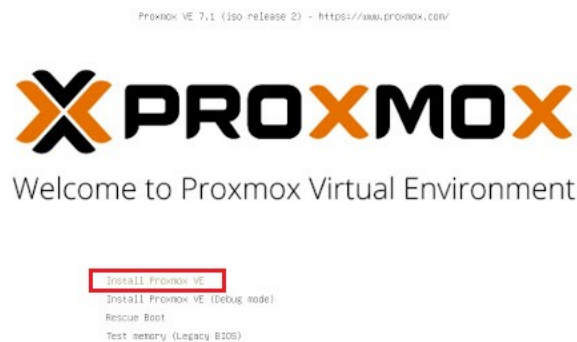 Proxmox VE 7.1 (iso release 2) - https://www.proxmox.com/
PROXMOX
Welcome to Proxmox Virtual Environment
Install Proxmox VE
Install Proxmox VE (Debug mode)
Rescue Boot
Test memory (Legacy BIOS)